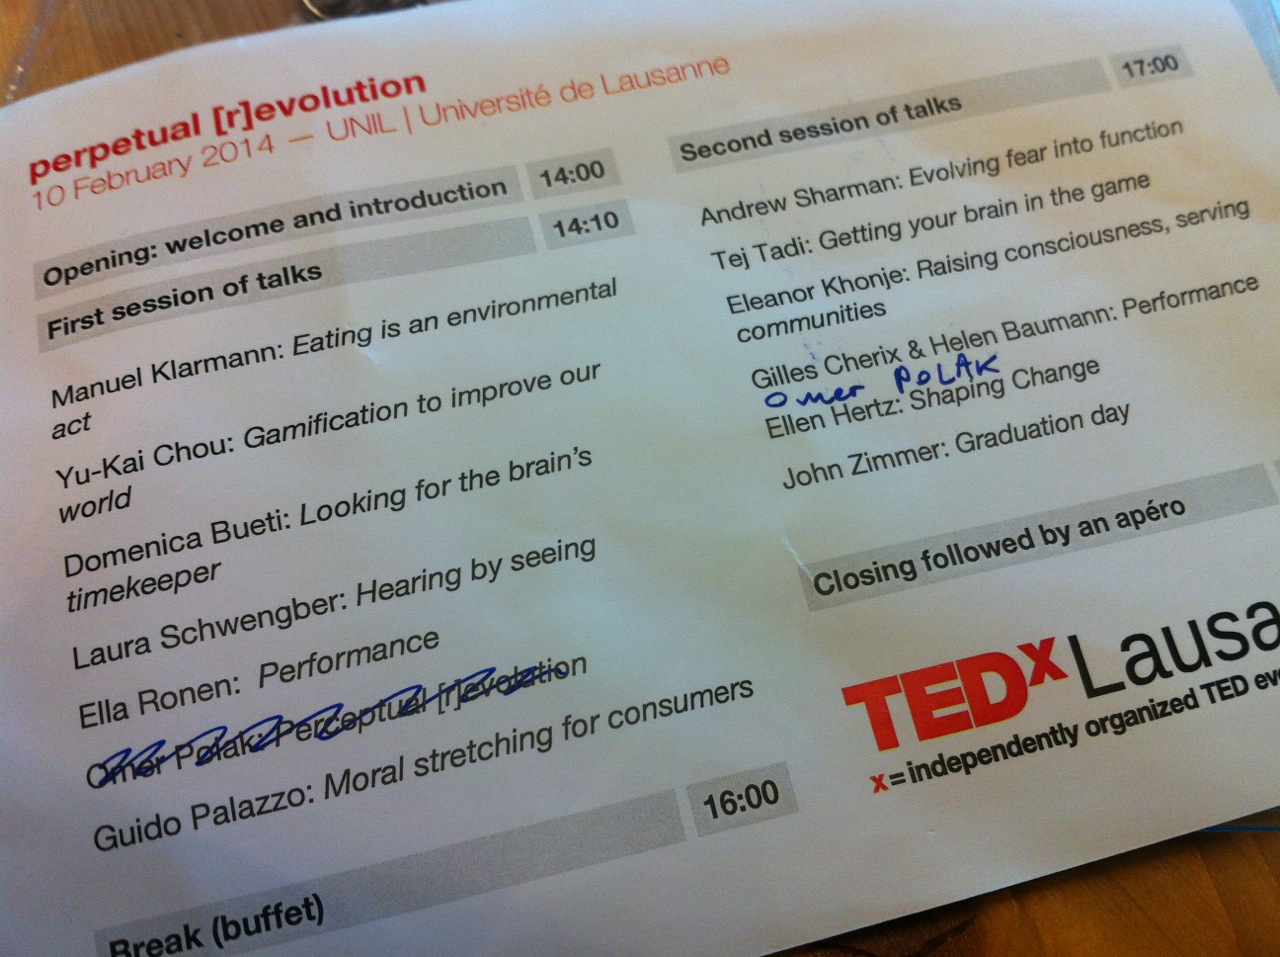 perpetual [r]evolution
10 February 2014 — UNIL | Université de Lausanne
Opening: welcome and introduction 14:00
First session of talks 14:10
Manuel Klarmann: Eating is an environmental
act
Yu-Kai Chou: Gamification to improve our
world
Domenica Bueti: Looking for the brain's
timekeeper
Laura Schwengber: Hearing by seeing
Ella Ronen: Performance
Omer Polak: Perceptual [r]evolution
Guido Palazzo: Moral stretching for consumers
Break (buffet) 16:00
Second session of talks 17:00
Andrew Sharman: Evolving fear into function
Tej Tadi: Getting your brain in the game
Eleanor Khonje: Raising consciousness, serving
communities
Gilles Cherix & Helen Baumann: Performance
Omer POLAK
Ellen Hertz: Shaping Change
John Zimmer: Graduation day
Closing followed by an apéro
TEDx Lausa
x = independently organized TED eve